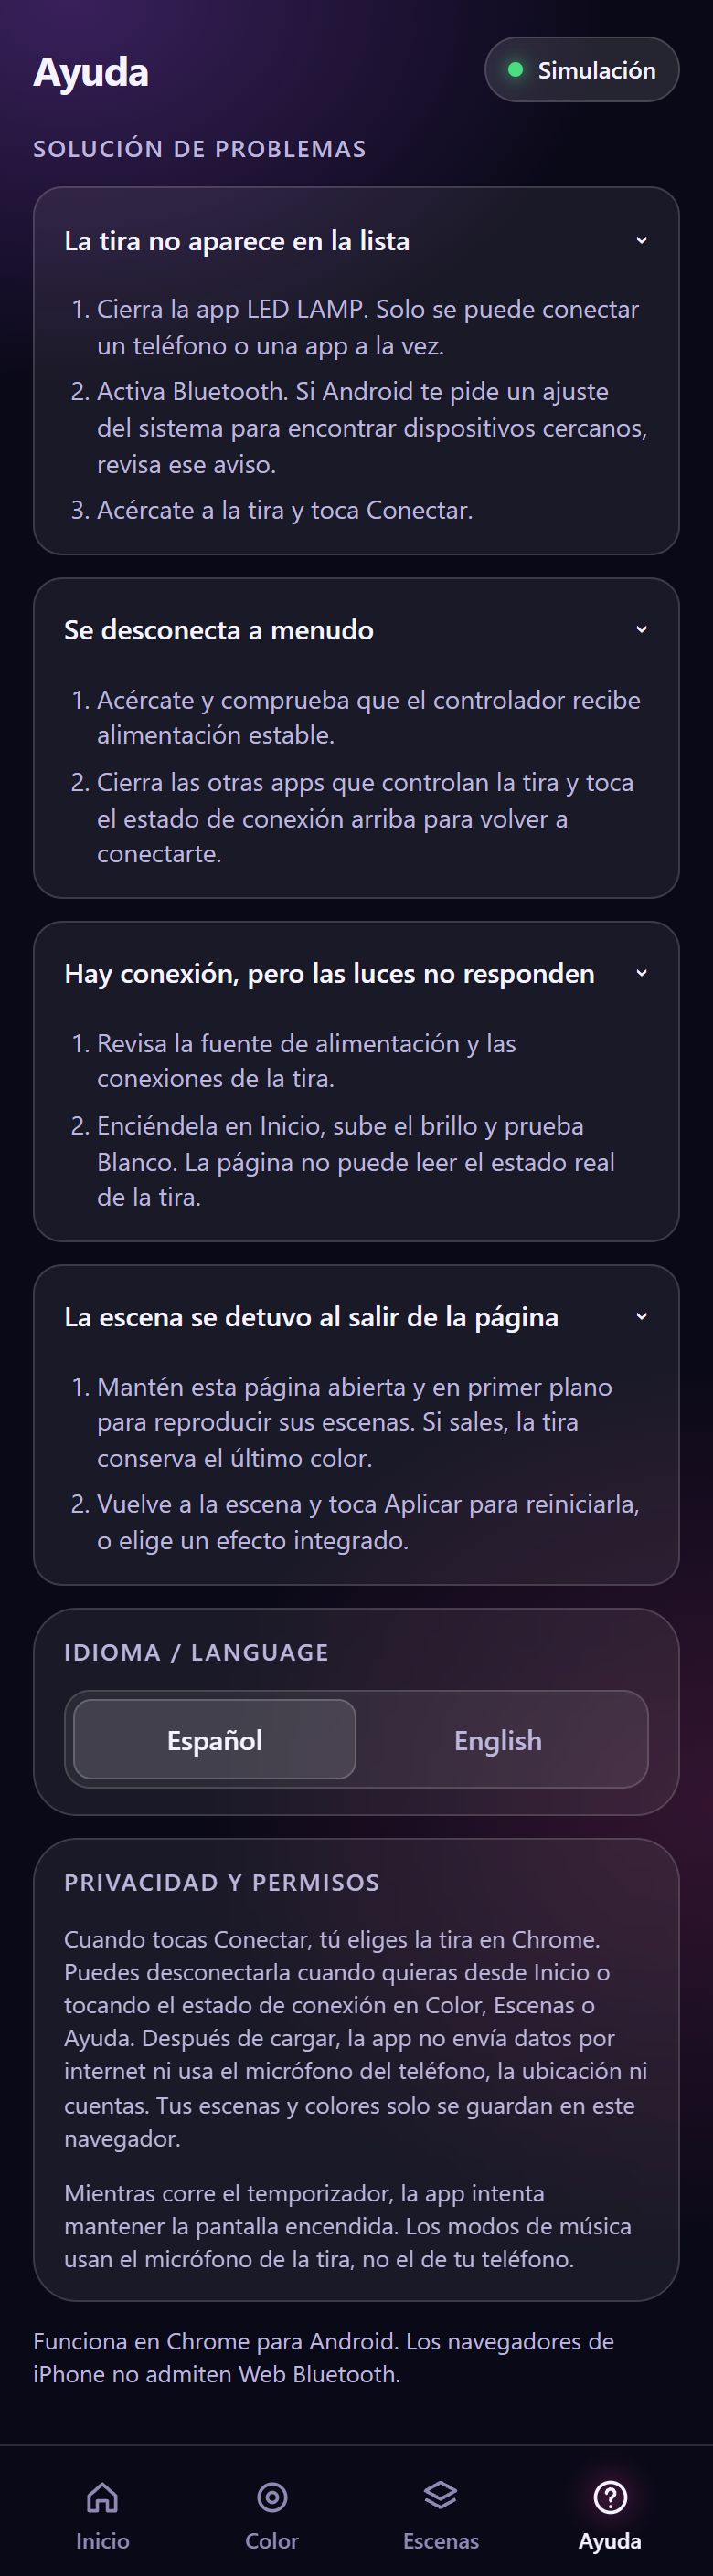 Ayuda
Simulación
SOLUCIÓN DE PROBLEMAS
La tira no aparece en la lista
1. Cierra la app LED LAMP. Solo se puede conectar
un teléfono o una app a la vez.
2. Activa Bluetooth. Si Android te pide un ajuste
del sistema para encontrar dispositivos cercanos,
revisa ese aviso.
3. Acércate a la tira y toca Conectar.
Se desconecta a menudo
1. Acércate y comprueba que el controlador recibe
alimentación estable.
2. Cierra las otras apps que controlan la tira y toca
el estado de conexión arriba para volver a
conectarte.
Hay conexión, pero las luces no responden
1. Revisa la fuente de alimentación y las
conexiones de la tira.
2. Enciéndela en Inicio, sube el brillo y prueba
Blanco. La página no puede leer el estado real
de la tira.
La escena se detuvo al salir de la página
1. Mantén esta página abierta y en primer plano
para reproducir sus escenas. Si sales, la tira
conserva el último color.
2. Vuelve a la escena y toca Aplicar para reiniciarla,
o elige un efecto integrado.
IDIOMA / LANGUAGE
Español
English
PRIVACIDAD Y PERMISOS
Cuando tocas Conectar, tú eliges la tira en Chrome.
Puedes desconectarla cuando quieras desde Inicio o
tocando el estado de conexión en Color, Escenas o
Ayuda. Después de cargar, la app no envía datos por
internet ni usa el micrófono del teléfono, la ubicación ni
cuentas. Tus escenas y colores solo se guardan en este
navegador.
Mientras corre el temporizador, la app intenta
mantener la pantalla encendida. Los modos de música
usan el micrófono de la tira, no el de tu teléfono.
Funciona en Chrome para Android. Los navegadores de
iPhone no admiten Web Bluetooth.
Inicio
Color
Escenas
Ayuda